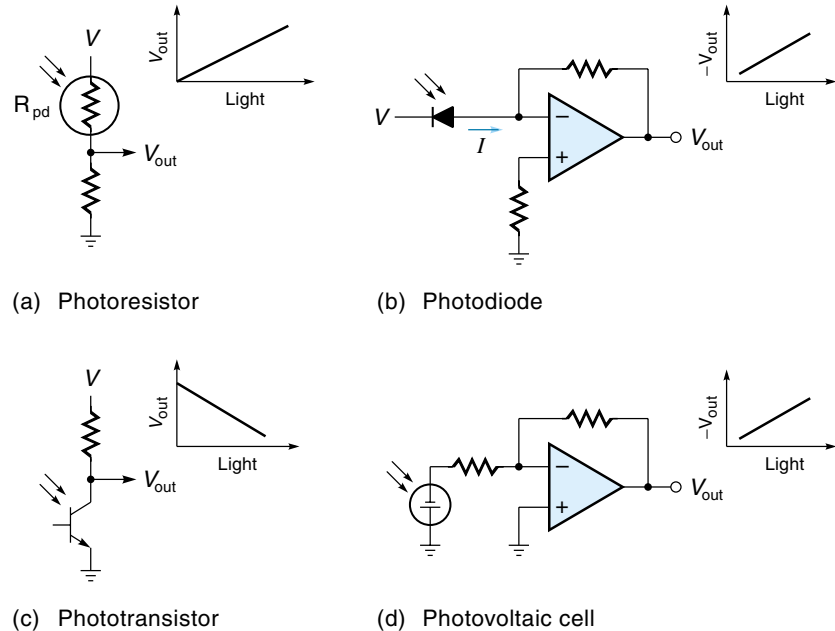 V
V_out
Light
R_pd
V_out
(a) Photoresistor
−V_out
Light
V
I
−
+
V_out
(b) Photodiode
V
V_out
Light
V_out
(c) Phototransistor
−V_out
Light
−
+
V_out
(d) Photovoltaic cell